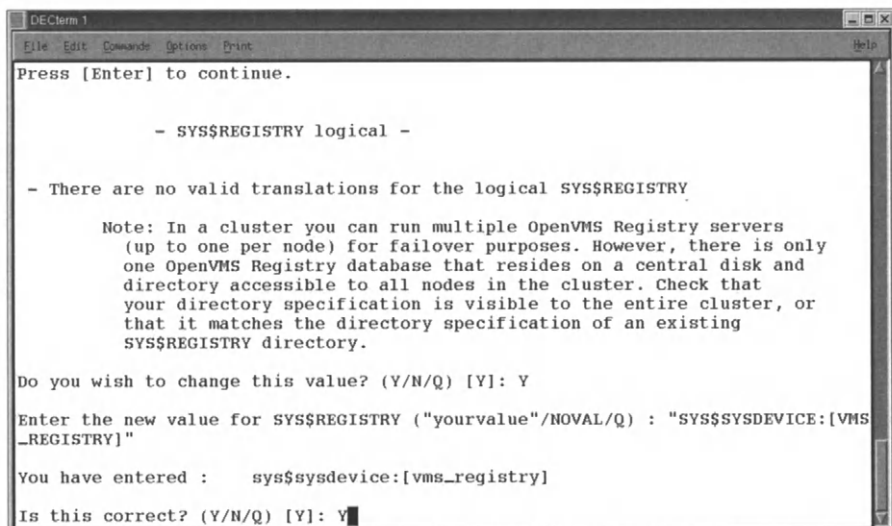 DECterm 1
File Edit Commands Options Print Help
Press [Enter] to continue.
- SYS$REGISTRY logical -
- There are no valid translations for the logical SYS$REGISTRY
Note: In a cluster you can run multiple OpenVMS Registry servers
(up to one per node) for failover purposes. However, there is only
one OpenVMS Registry database that resides on a central disk and
directory accessible to all nodes in the cluster. Check that
your directory specification is visible to the entire cluster, or
that it matches the directory specification of an existing
SYS$REGISTRY directory.
Do you wish to change this value? (Y/N/Q) [Y]: Y
Enter the new value for SYS$REGISTRY ("yourvalue"/NOVAL/Q) : "SYS$SYSDEVICE:[VMS
_REGISTRY]"
You have entered : sys$sysdevice:[vms_registry]
Is this correct? (Y/N/Q) [Y]: Y